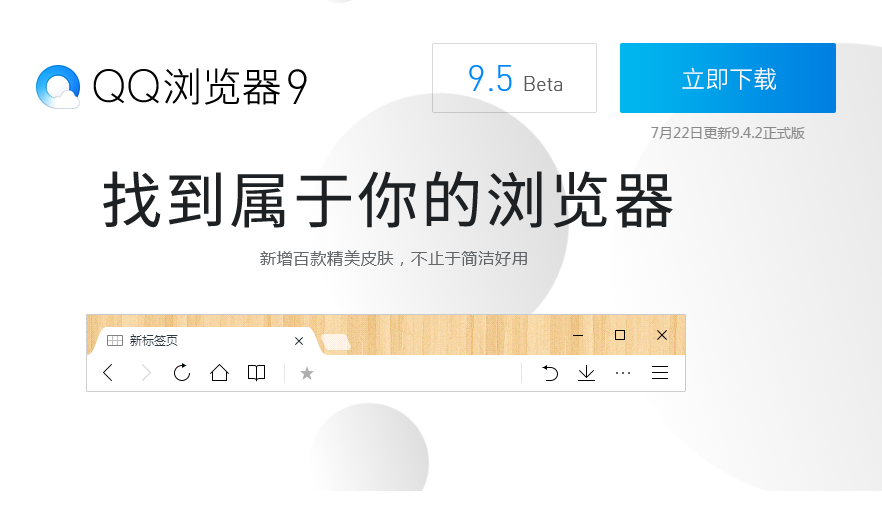 QQ浏览器9
9.5 Beta
立即下载
7月22日更新9.4.2正式版
找到属于你的浏览器
新增百款精美皮肤，不止于简洁好用
新标签页